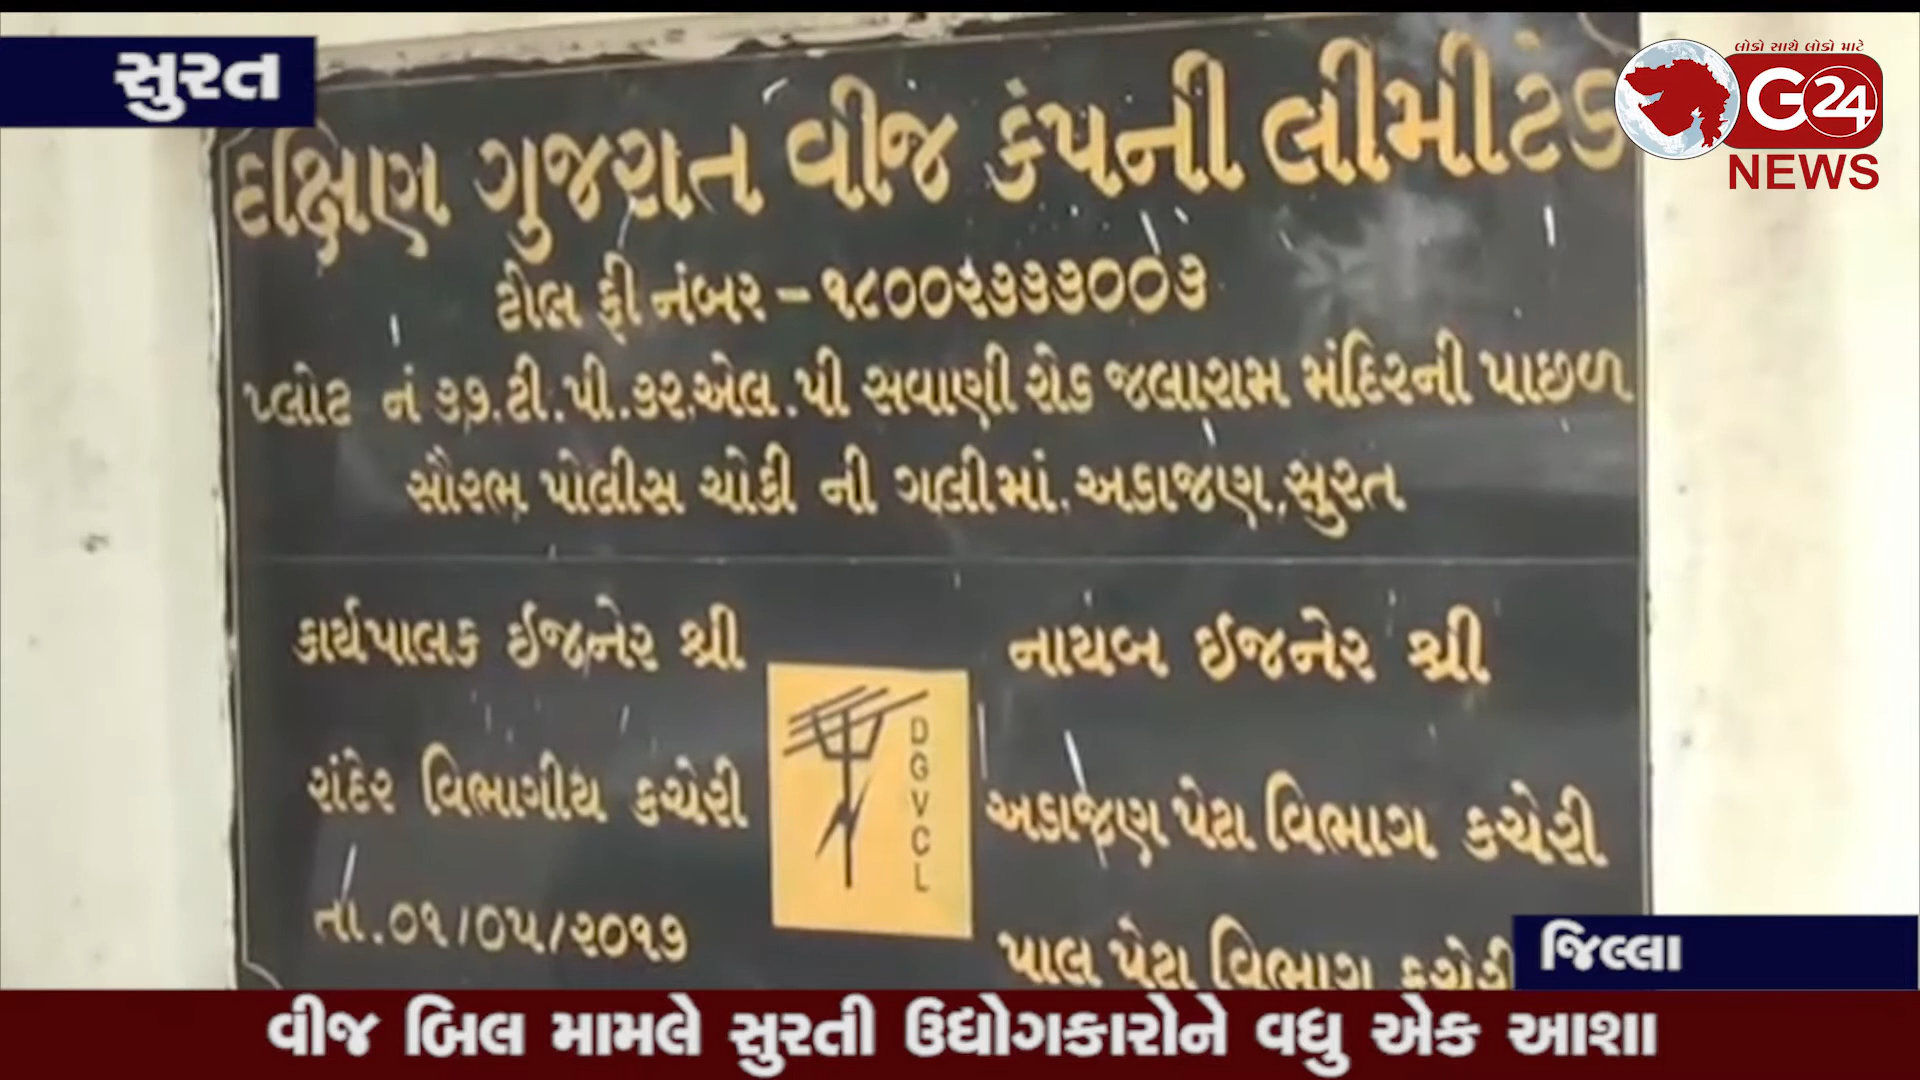 સુરત
લોકો સાથે લોકો માટે
G24
NEWS
દક્ષિણ ગુજરાત વીજ કંપની લીમીટેડ
ટોલ ફ્રી નંબર - ૧૮૦૦૨૩૩૩૦૦૩
પ્લોટ નં ૩૭.ટી.પી.૩૨.એલ.પી સવાણી રોડ જલારામ મંદિરની પાછળ
સૌરભ પોલીસ ચોકી ની ગલીમાં.અડાજણ.સુરત
કાર્યપાલક ઈજનેર શ્રી
રાંદેર વિભાગીય કચેરી
તા.૦૧/૦૫/૨૦૧૭
DGVCL
નાયબ ઈજનેર શ્રી
અડાજણ પેટા વિભાગ કચેરી
પાલ પેટા વિભાગ કચેરી
જિલ્લા
વીજ બિલ મામલે સુરતી ઉદ્યોગકારોને વધુ એક આશા